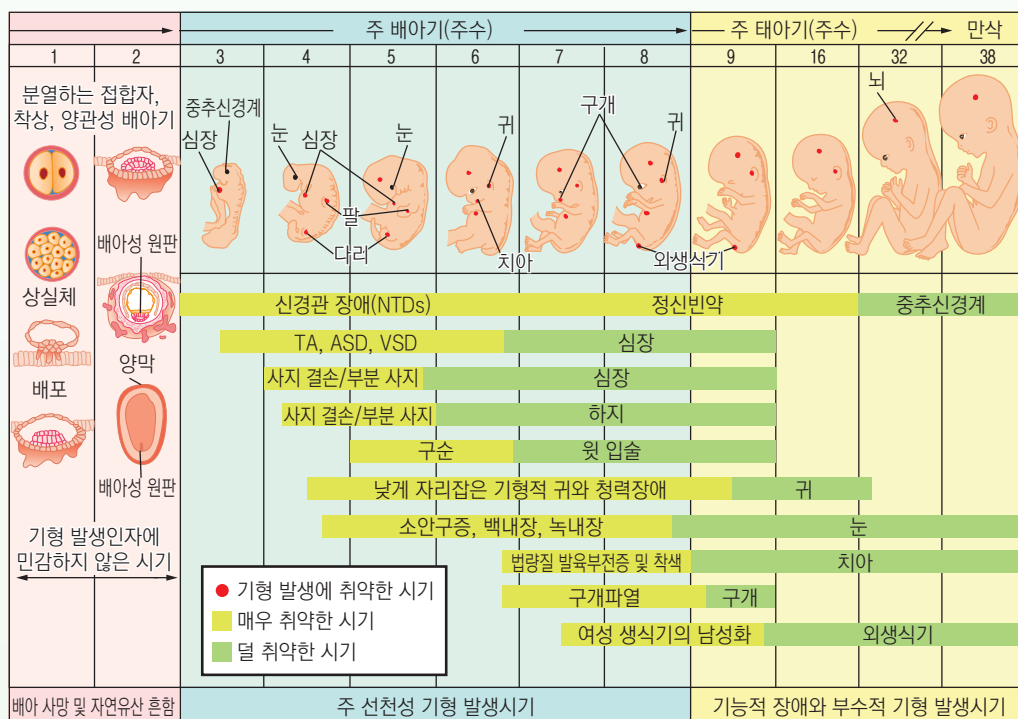 주 배아기(주수)
주 태아기(주수)
만삭
1
2
3
4
5
6
7
8
9
16
32
38
분열하는 접합자,
착상, 양관성 배아기
중추신경계
심장
눈
심장
눈
귀
구개
귀
뇌
팔
다리
치아
외생식기
배아성 원판
상실체
양막
배포
배아성 원판
신경관 장애(NTDs)
정신빈약
중추신경계
TA, ASD, VSD
심장
사지 결손/부분 사지
심장
사지 결손/부분 사지
하지
구순
윗 입술
낮게 자리잡은 기형적 귀와 청력장애
귀
소안구증, 백내장, 녹내장
눈
기형 발생인자에
민감하지 않은 시기
법량질 발육부전증 및 착색
치아
구개파열
구개
여성 생식기의 남성화
외생식기
기형 발생에 취약한 시기
매우 취약한 시기
덜 취약한 시기
배아 사망 및 자연유산 흔함
주 선천성 기형 발생시기
기능적 장애와 부수적 기형 발생시기